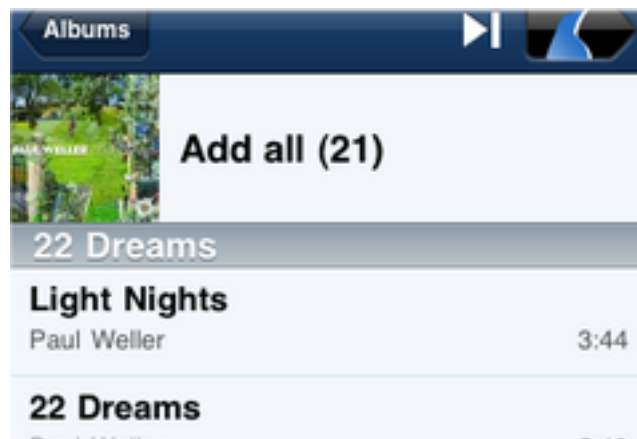 Albums
PAUL WELLER
Add all (21)
22 Dreams
Light Nights
Paul Weller
3:44
22 Dreams